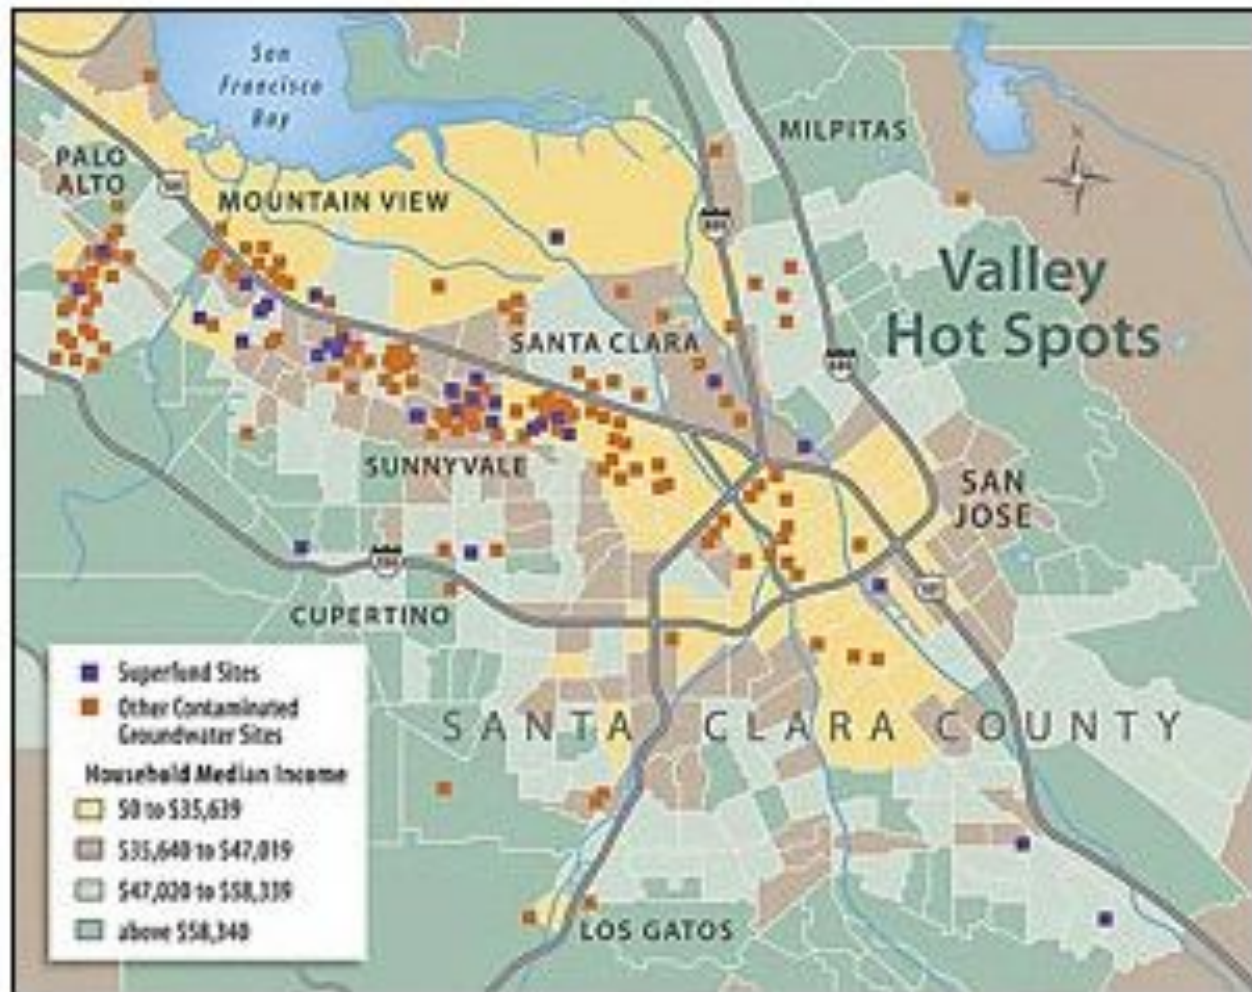 San
Francisco
Bay
MILPITAS
N
PALO
ALTO
MOUNTAIN VIEW
Valley
Hot Spots
SANTA CLARA
SUNNYVALE
SAN
JOSE
CUPERTINO
Superfund Sites
Other Contaminated
Groundwater Sites
Household Median Income
$0 to $35,639
$35,640 to $47,019
$47,020 to $58,339
above $58,340
SANTA CLARA COUNTY
LOS GATOS